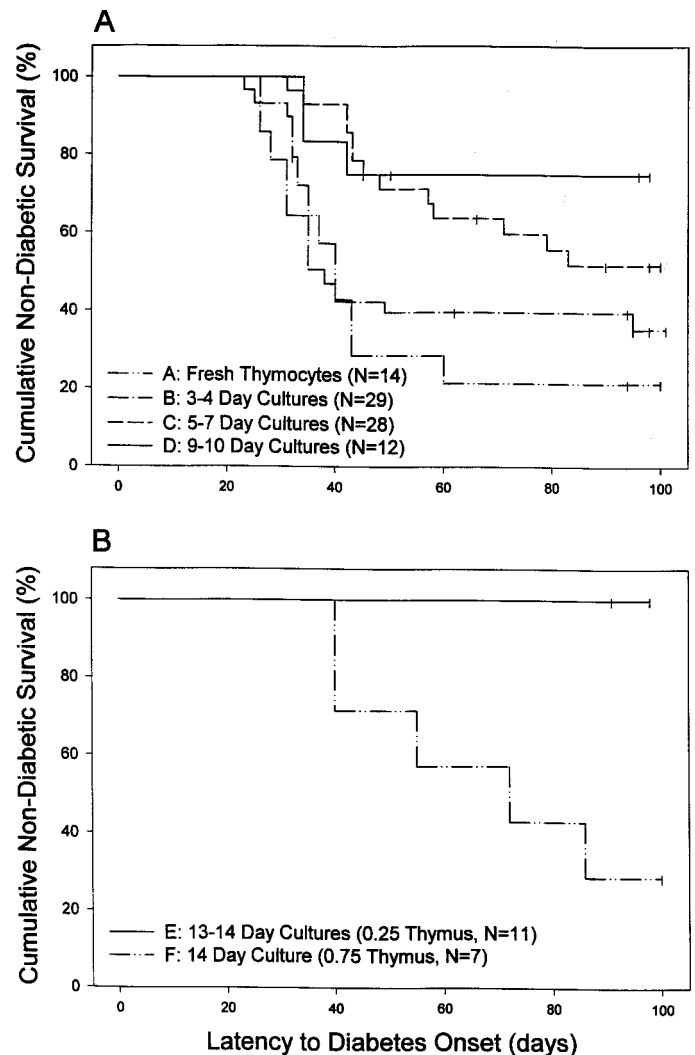 A
Cumulative Non-Diabetic Survival (%)
100
80
60
40
20
0
A: Fresh Thymocytes (N=14)
B: 3-4 Day Cultures (N=29)
C: 5-7 Day Cultures (N=28)
D: 9-10 Day Cultures (N=12)
0 20 40 60 80 100
B
Cumulative Non-Diabetic Survival (%)
100
80
60
40
20
0
E: 13-14 Day Cultures (0.25 Thymus, N=11)
F: 14 Day Culture (0.75 Thymus, N=7)
0 20 40 60 80 100
Latency to Diabetes Onset (days)